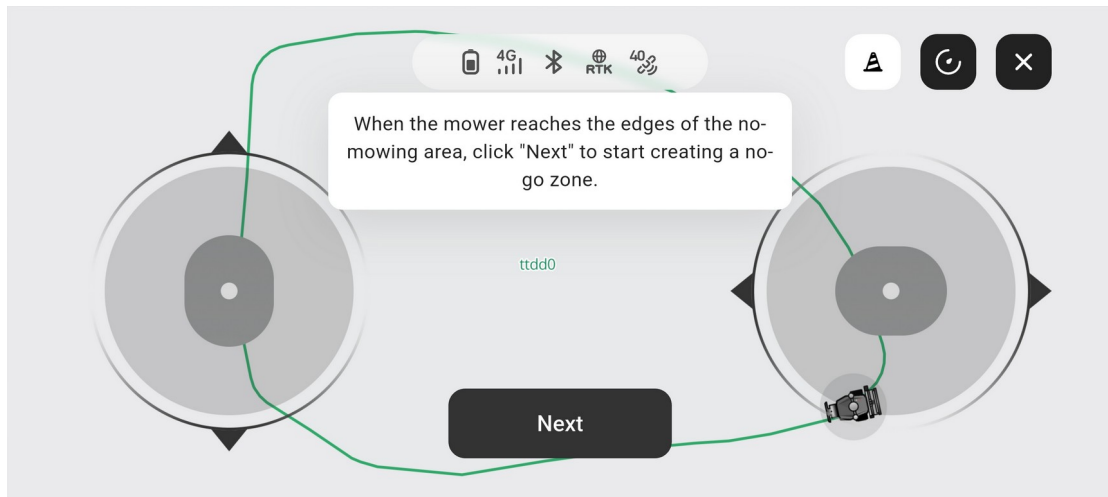 4G
RTK
40
When the mower reaches the edges of the no-
mowing area, click "Next" to start creating a no-
go zone.
ttdd0
Next